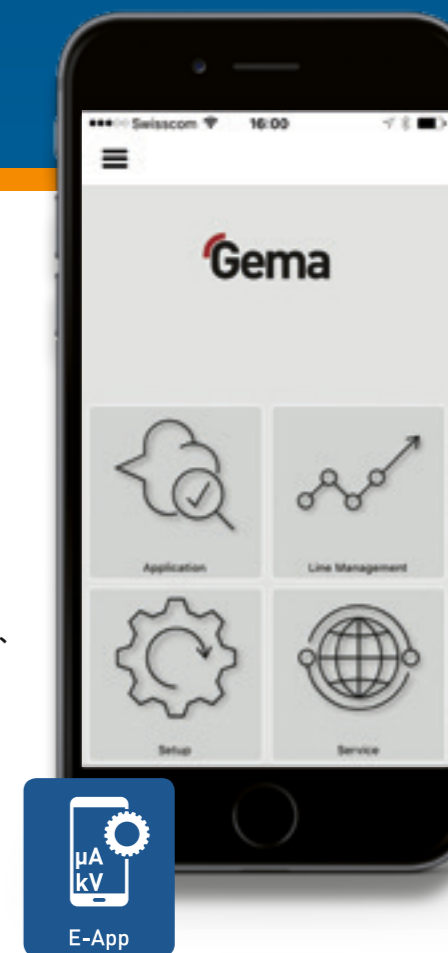 Swisscom 16:00
Gema
Application Line Management
Setup Service
、
µA
kV
E-App